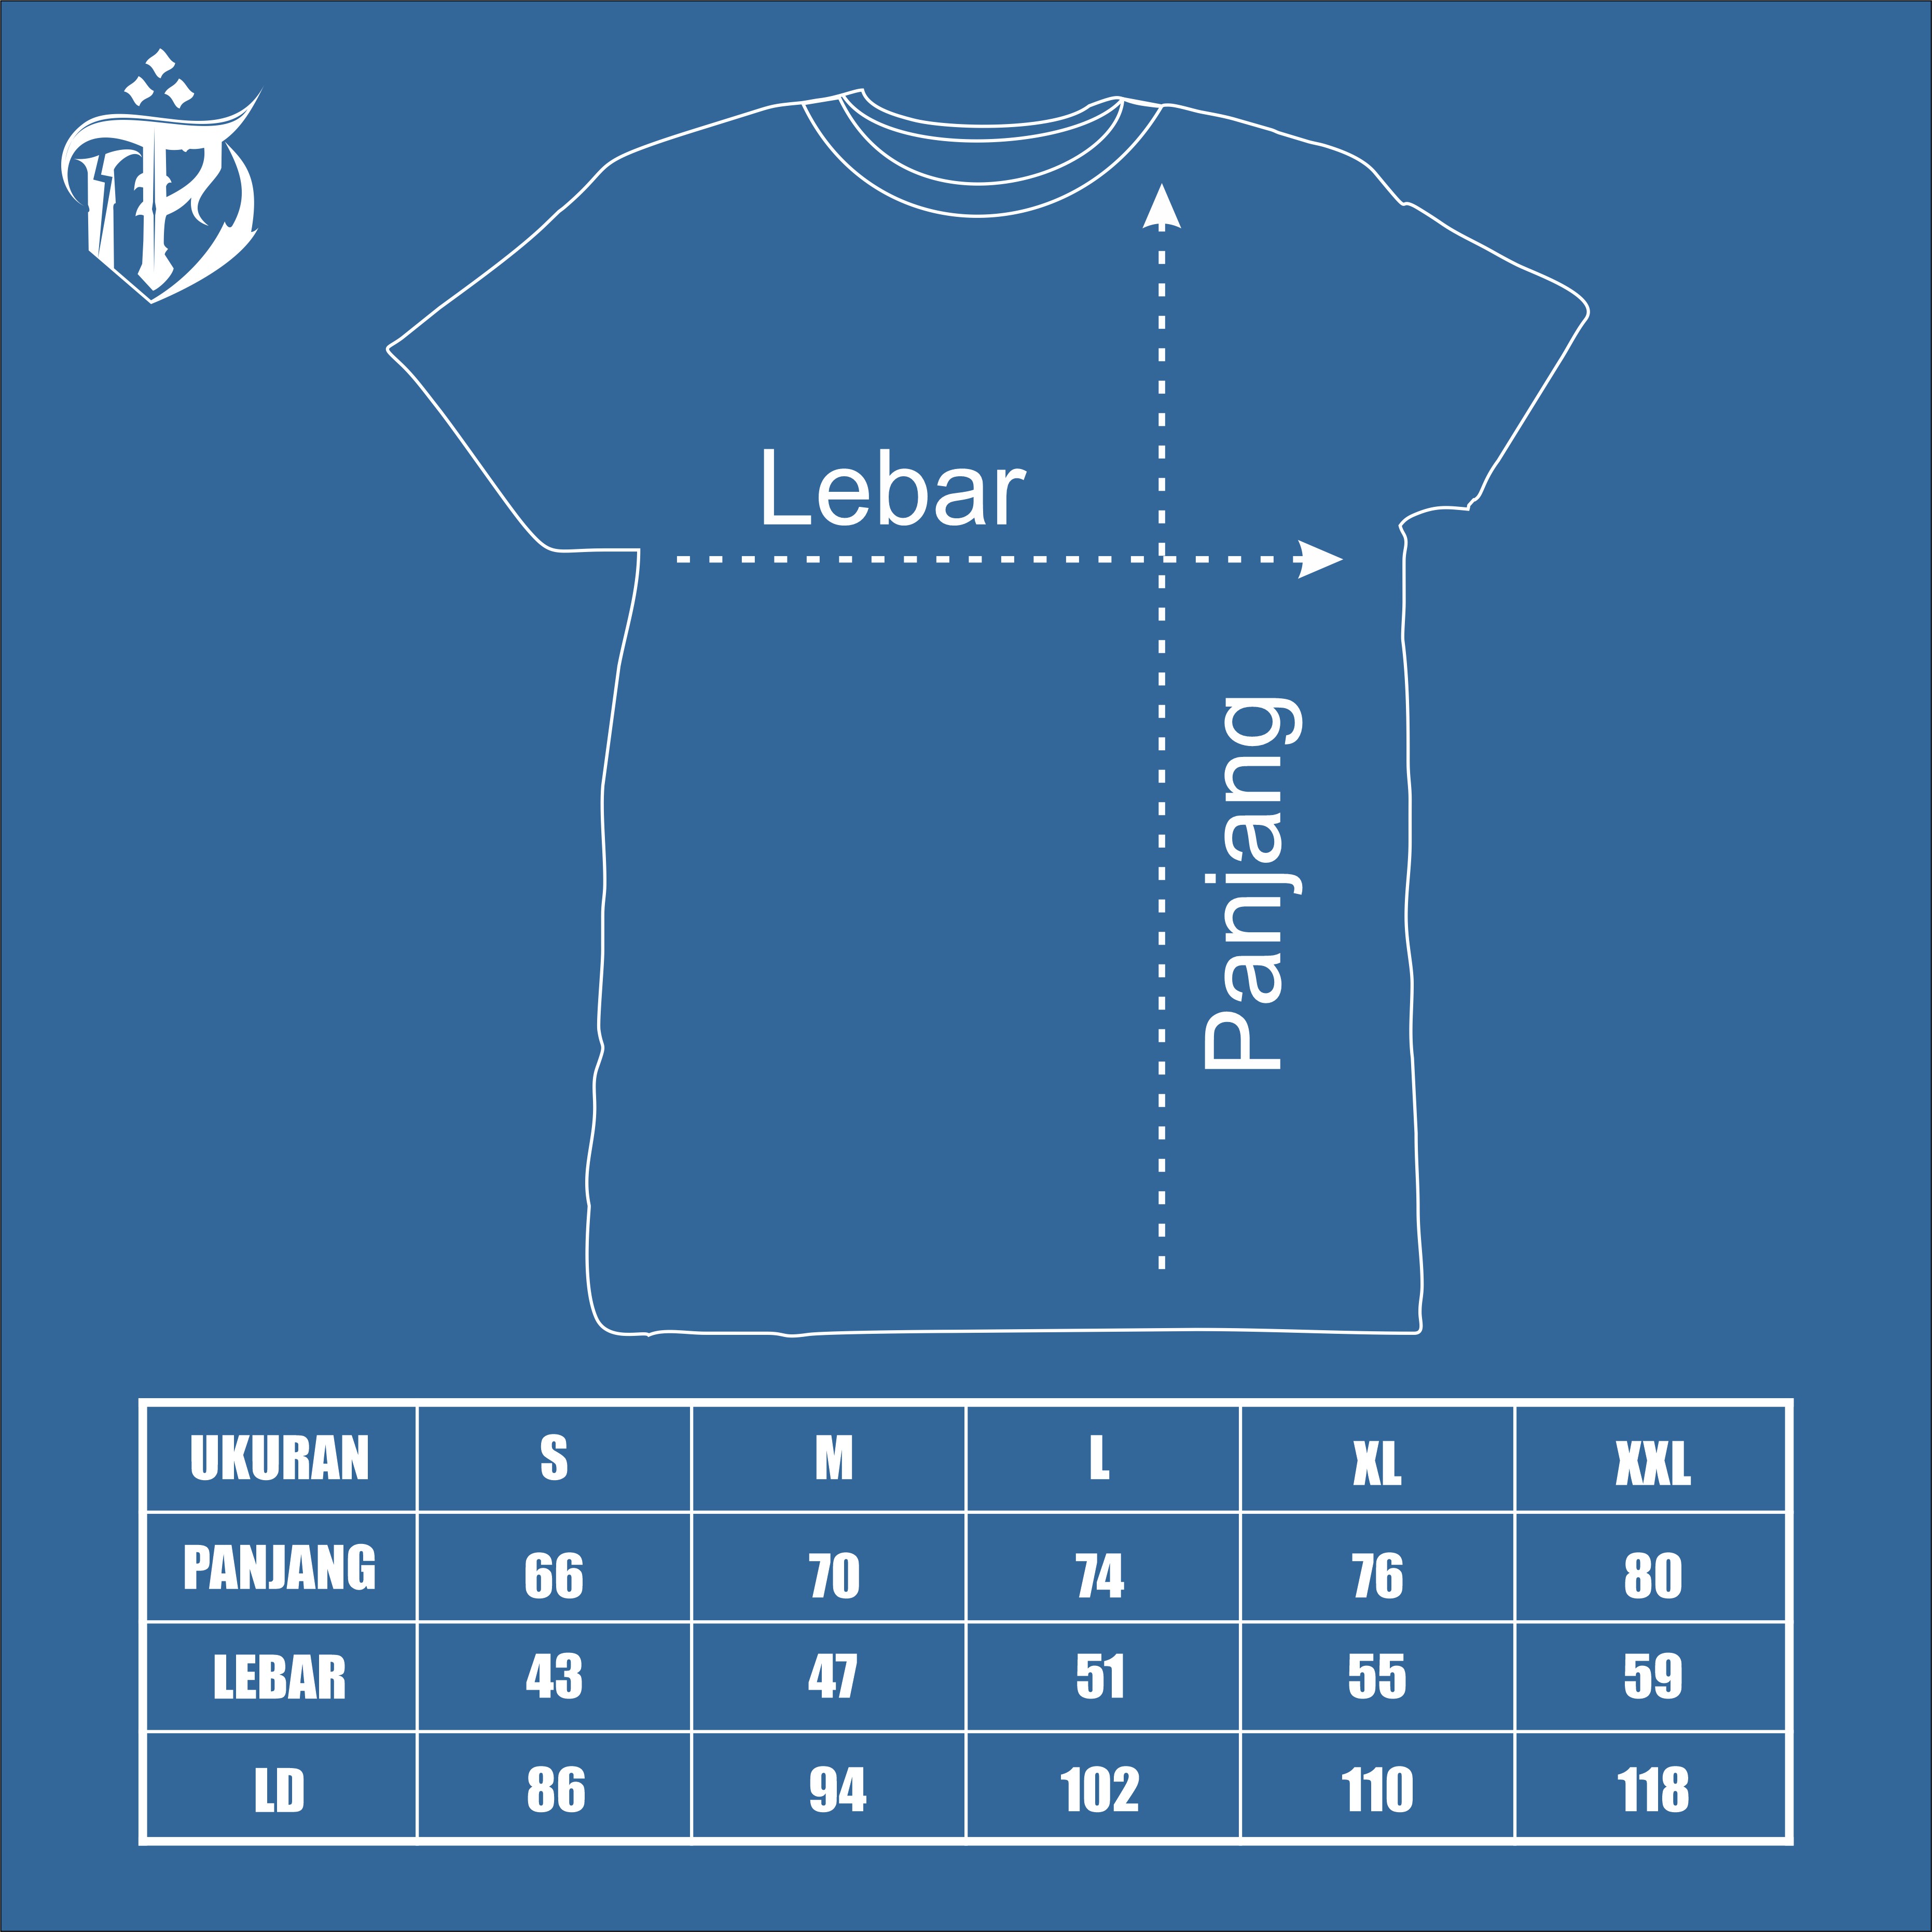 Lebar
Panjang
UKURAN S M L XL XXL
PANJANG 66 70 74 76 80
LEBAR 43 47 51 55 59
LD 86 94 102 110 118